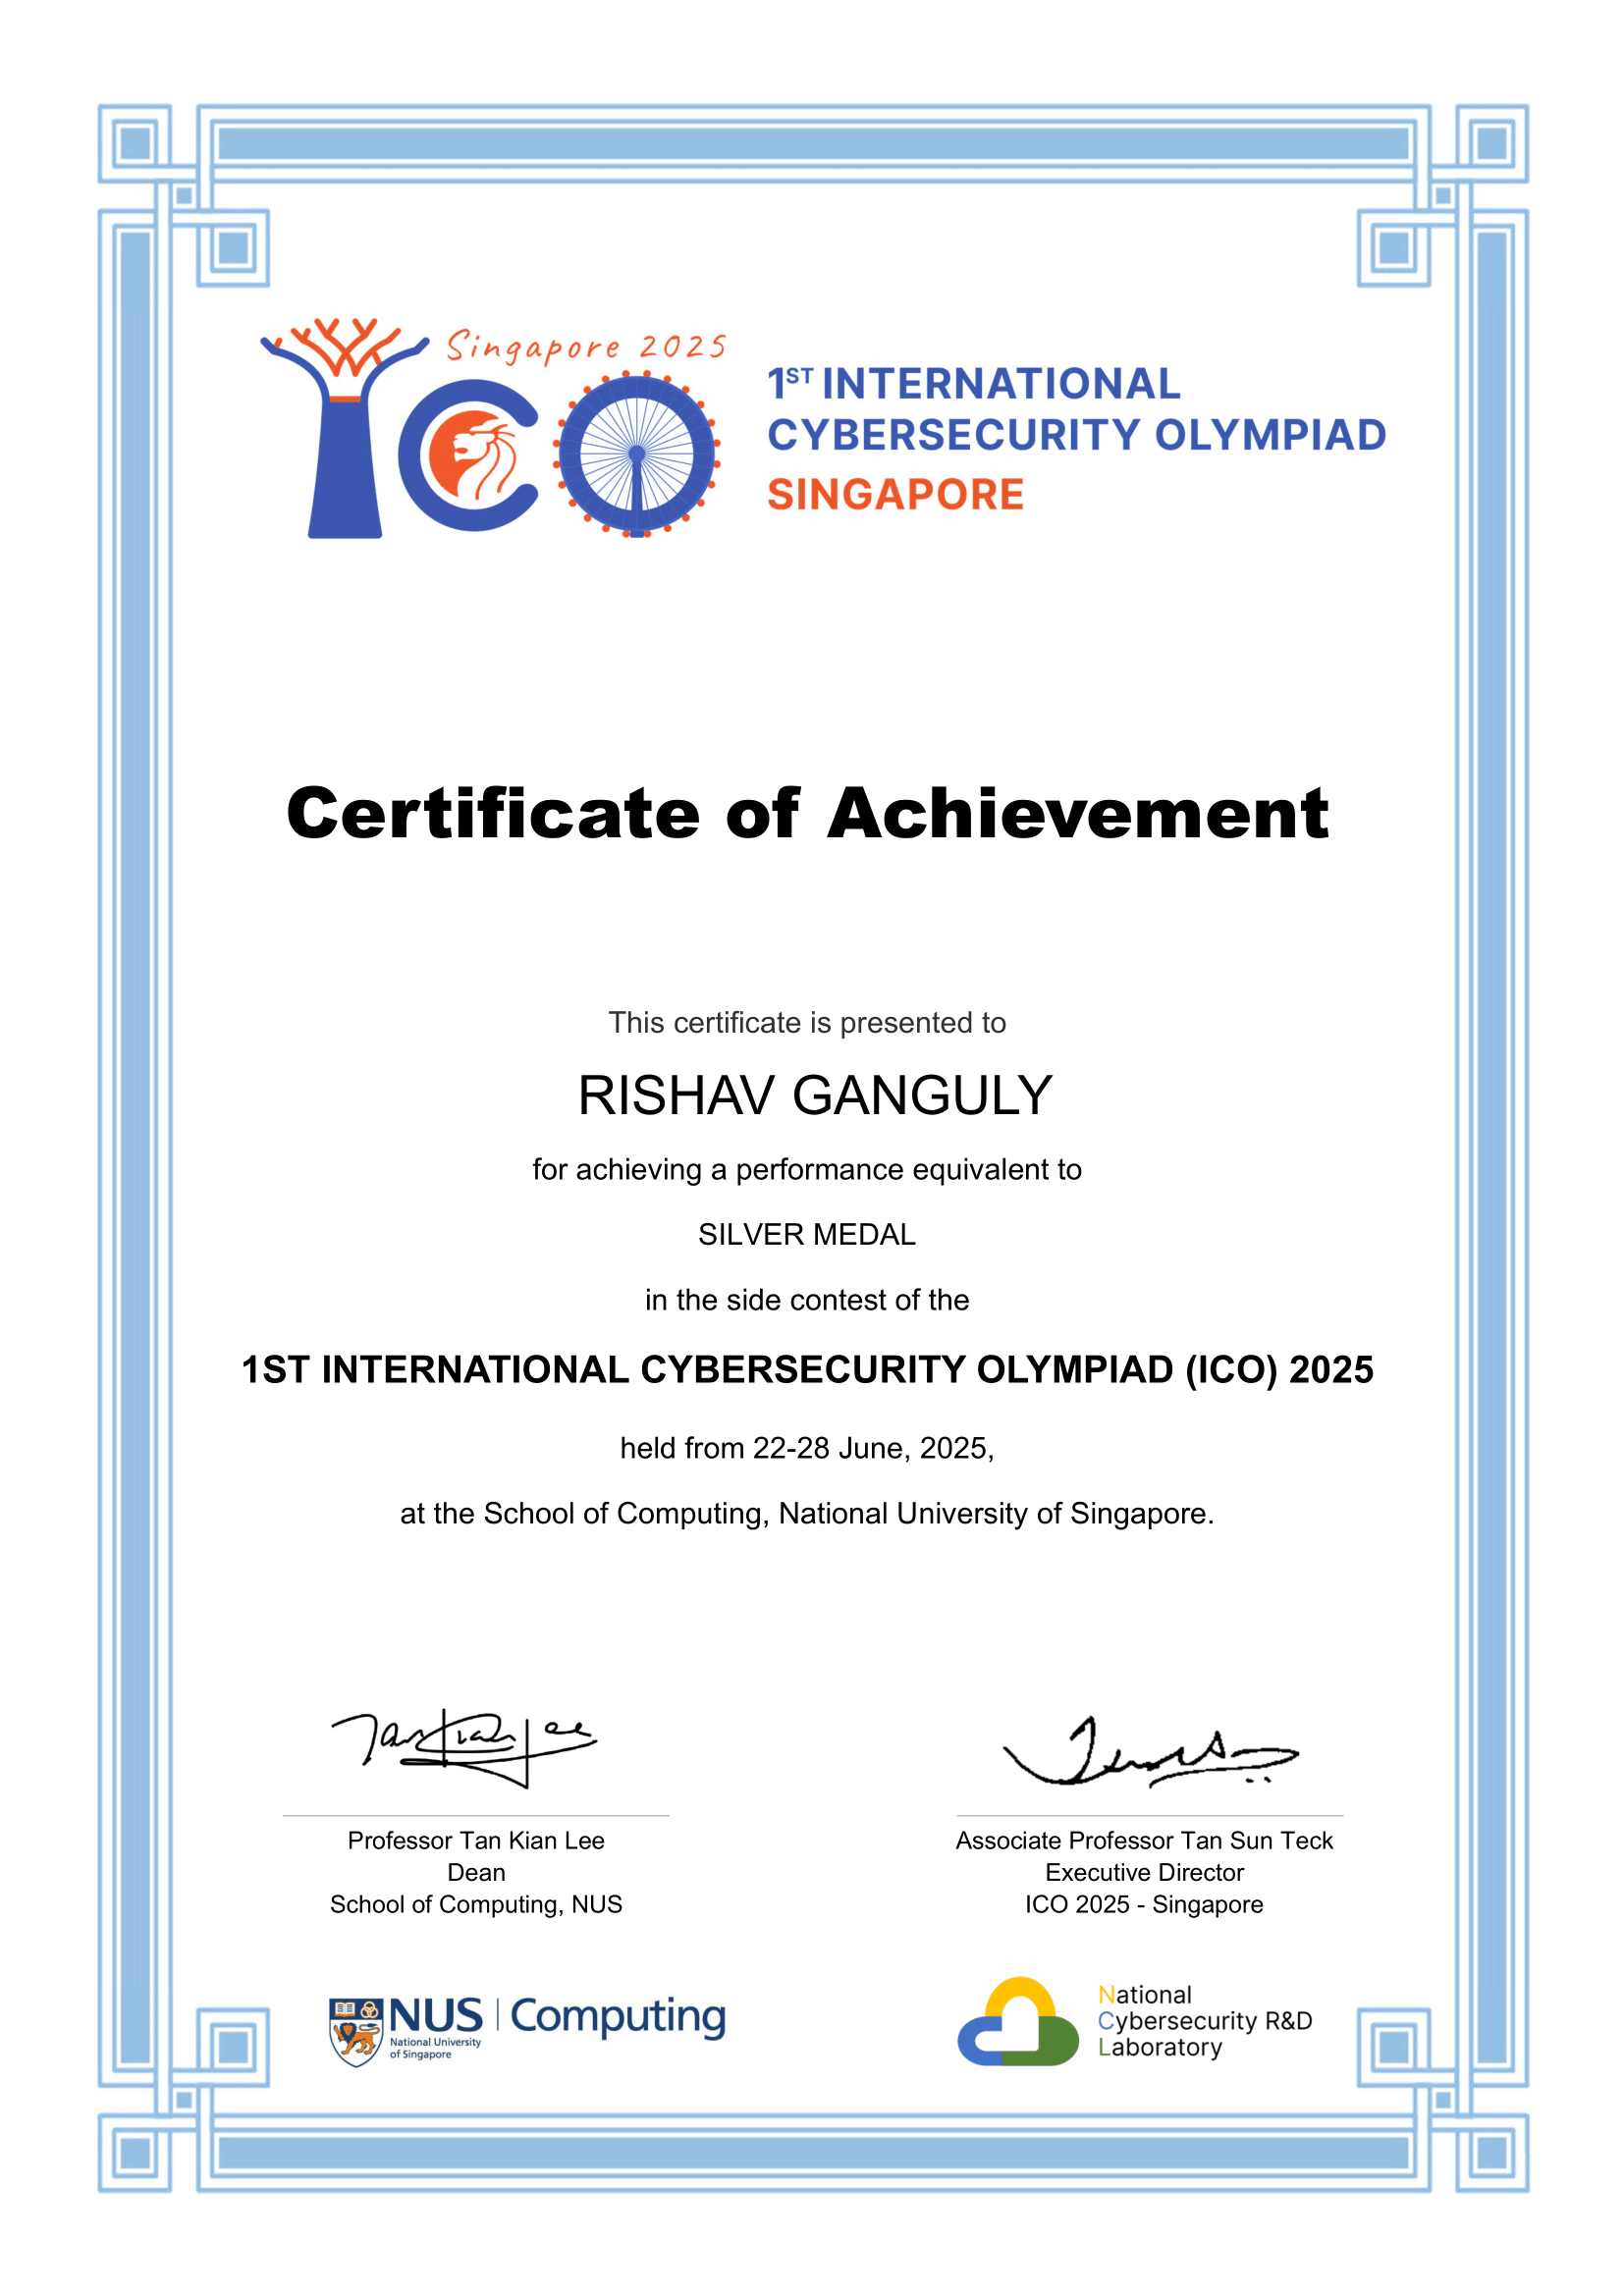 Singapore 2025
ICO
1ST INTERNATIONAL
CYBERSECURITY OLYMPIAD
SINGAPORE
Certificate of Achievement
This certificate is presented to
RISHAV GANGULY
for achieving a performance equivalent to
SILVER MEDAL
in the side contest of the
1ST INTERNATIONAL CYBERSECURITY OLYMPIAD (ICO) 2025
held from 22-28 June, 2025,
at the School of Computing, National University of Singapore.
Tan Kian Lee
Professor Tan Kian Lee
Dean
School of Computing, NUS
Associate Professor Tan Sun Teck
Executive Director
ICO 2025 - Singapore
NUS | Computing
National University
of Singapore
National
Cybersecurity R&D
Laboratory